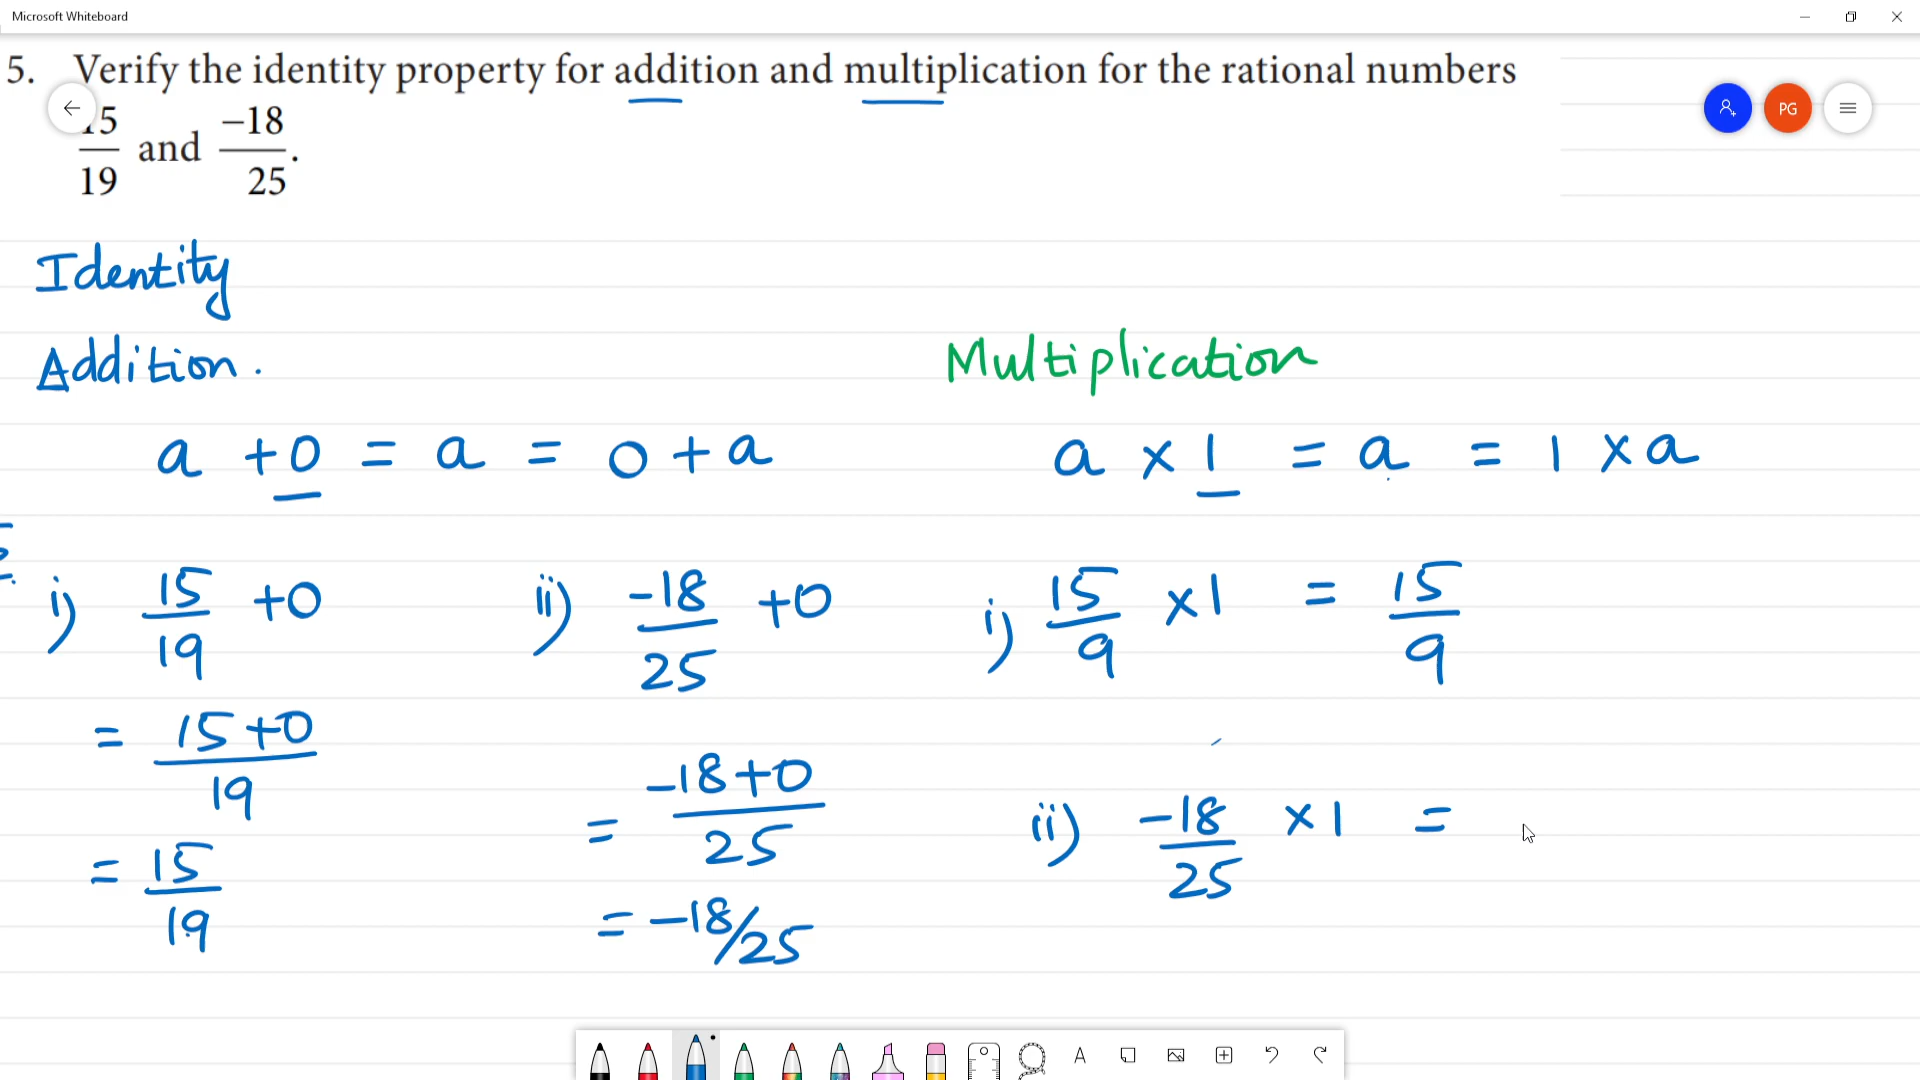 Microsoft Whiteboard
5. Verify the identity property for addition and multiplication for the rational numbers
15/19 and −18/25.
PG
Identity
Addition.
Multiplication
a + 0 = a = 0 + a
a × 1 = a = 1 × a
i) 15/19 + 0
= 15+0/19
= 15/19
ii) -18/25 + 0
= -18+0/25
= -18/25
i) 15/9 × 1 = 15/9
ii) -18/25 × 1 =
A